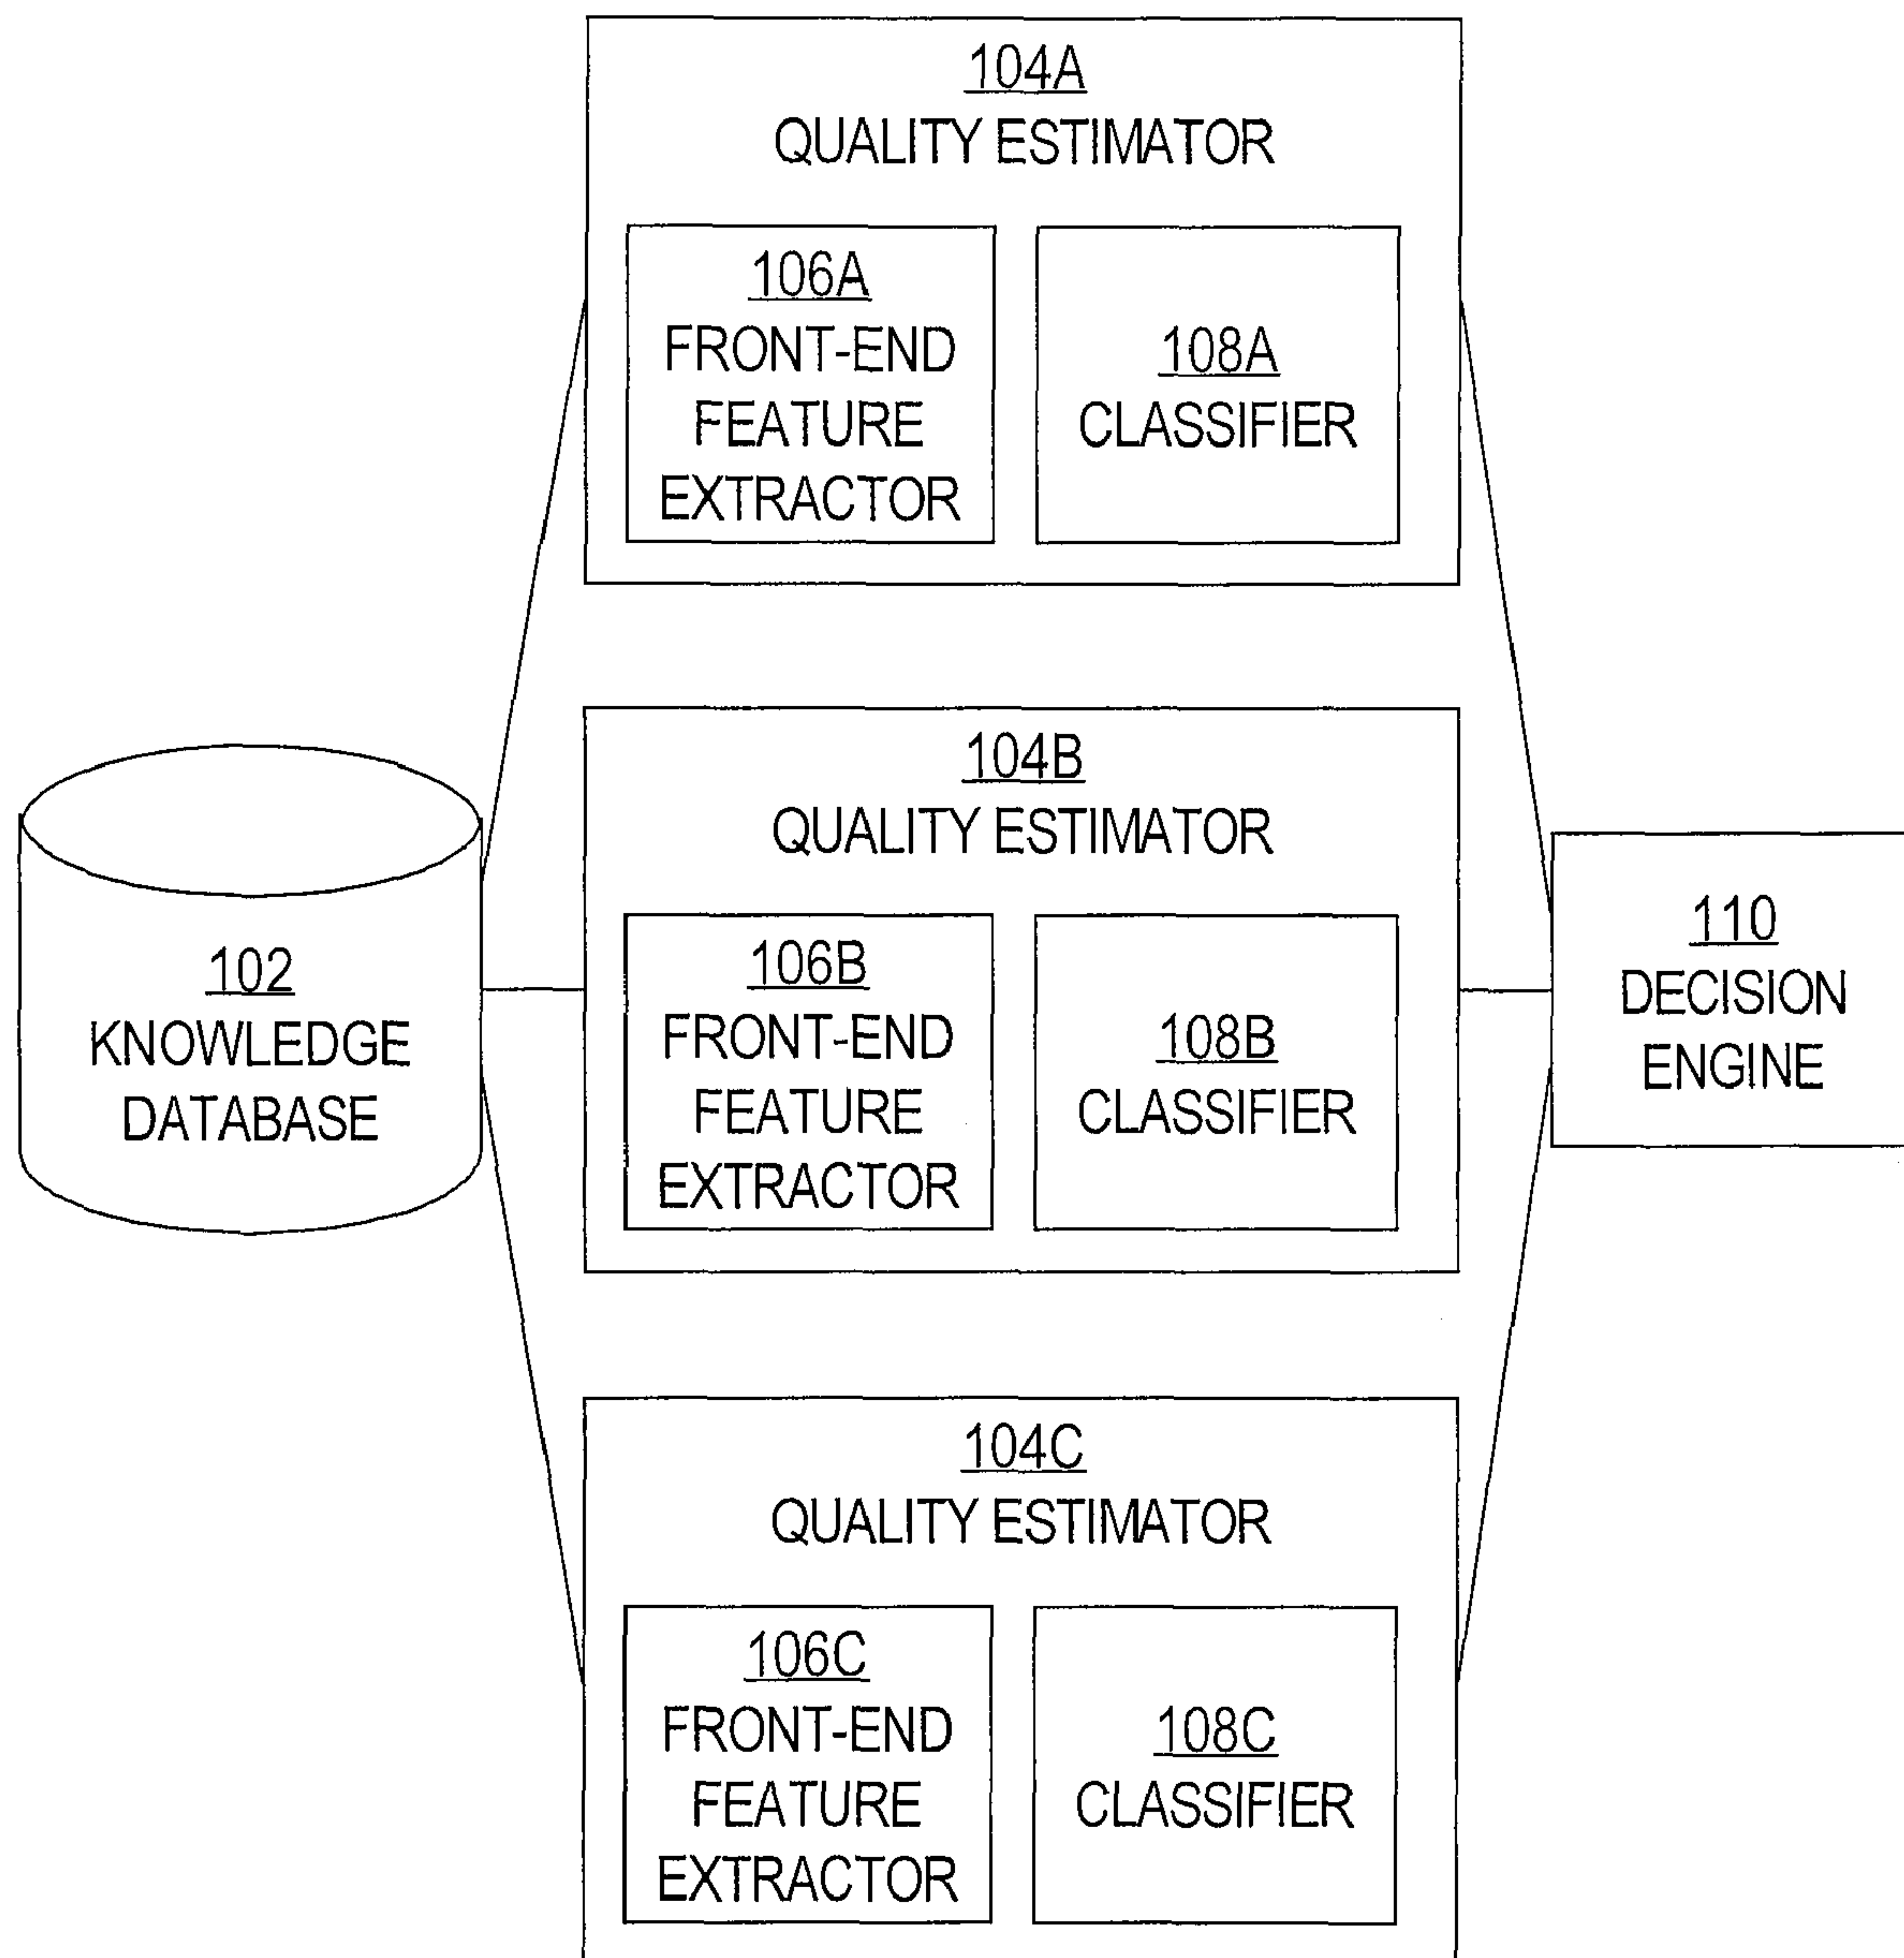 104A
QUALITY ESTIMATOR
106A
FRONT-END
FEATURE
EXTRACTOR
108A
CLASSIFIER
104B
QUALITY ESTIMATOR
106B
FRONT-END
FEATURE
EXTRACTOR
108B
CLASSIFIER
102
KNOWLEDGE
DATABASE
110
DECISION
ENGINE
104C
QUALITY ESTIMATOR
106C
FRONT-END
FEATURE
EXTRACTOR
108C
CLASSIFIER